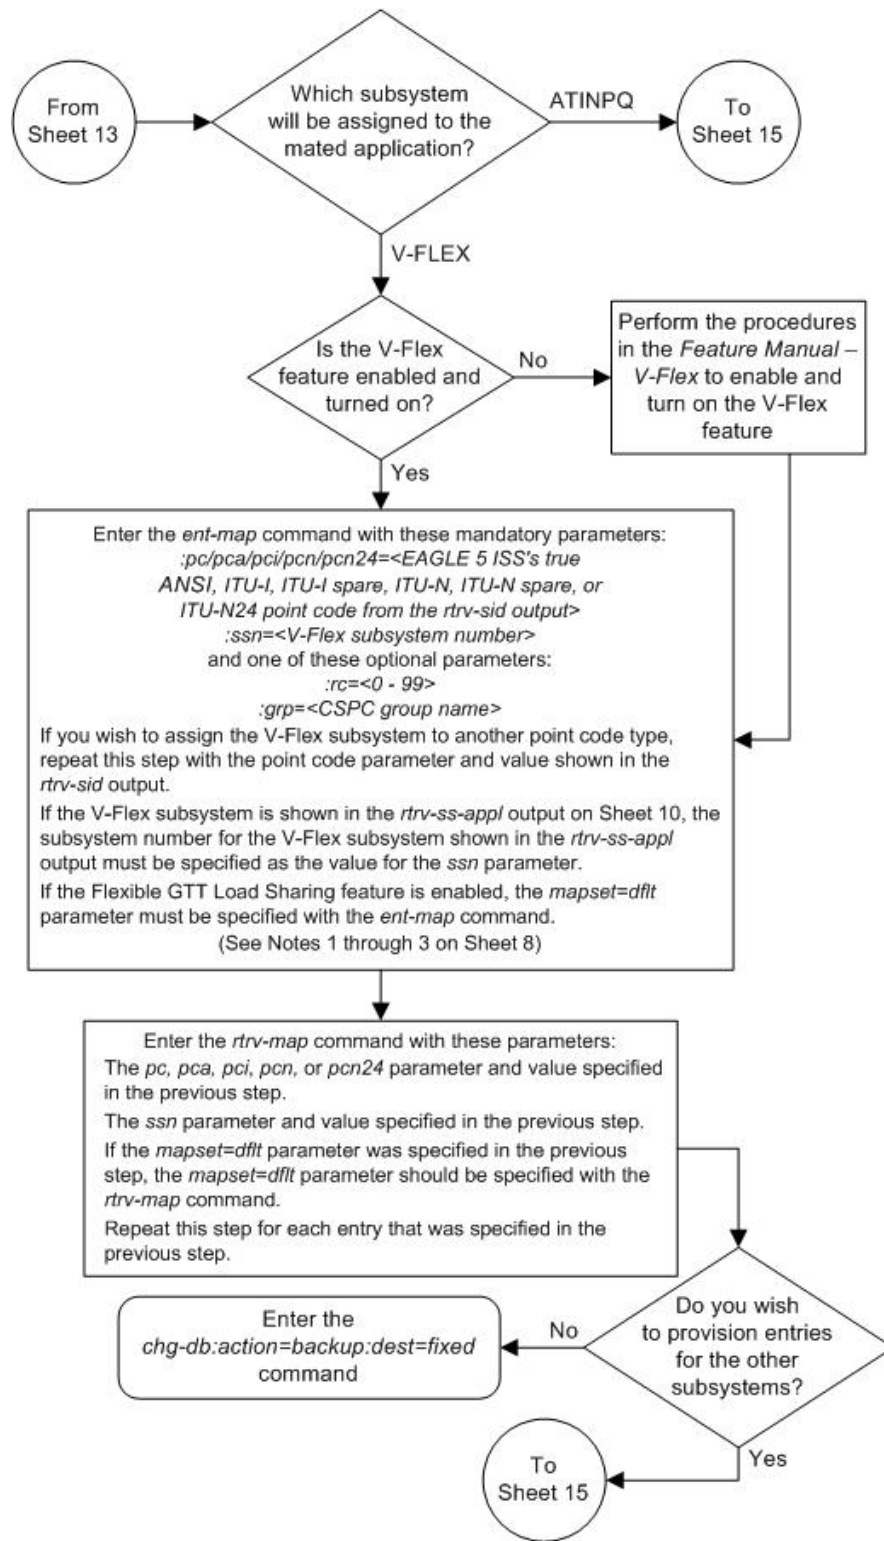 From
Sheet 13
Which subsystem
will be assigned to the
mated application?
ATINPQ
To
Sheet 15
V-FLEX
Is the V-Flex
feature enabled and
turned on?
No
Perform the procedures
in the Feature Manual –
V-Flex to enable and
turn on the V-Flex
feature
Yes
Enter the ent-map command with these mandatory parameters:
:pc/pca/pci/pcn/pcn24=<EAGLE 5 ISS's true
ANSI, ITU-I, ITU-I spare, ITU-N, ITU-N spare, or
ITU-N24 point code from the rtrv-sid output>
:ssn=<V-Flex subsystem number>
and one of these optional parameters:
:rc=<0 - 99>
:grp=<CSPC group name>
If you wish to assign the V-Flex subsystem to another point code type,
repeat this step with the point code parameter and value shown in the
rtrv-sid output.
If the V-Flex subsystem is shown in the rtrv-ss-appl output on Sheet 10, the
subsystem number for the V-Flex subsystem shown in the rtrv-ss-appl
output must be specified as the value for the ssn parameter.
If the Flexible GTT Load Sharing feature is enabled, the mapset=dflt
parameter must be specified with the ent-map command.
(See Notes 1 through 3 on Sheet 8)
Enter the rtrv-map command with these parameters:
The pc, pca, pci, pcn, or pcn24 parameter and value specified
in the previous step.
The ssn parameter and value specified in the previous step.
If the mapset=dflt parameter was specified in the previous
step, the mapset=dflt parameter should be specified with the
rtrv-map command.
Repeat this step for each entry that was specified in the
previous step.
Do you wish
to provision entries
for the other
subsystems?
No
Enter the
chg-db:action=backup:dest=fixed
command
Yes
To
Sheet 15